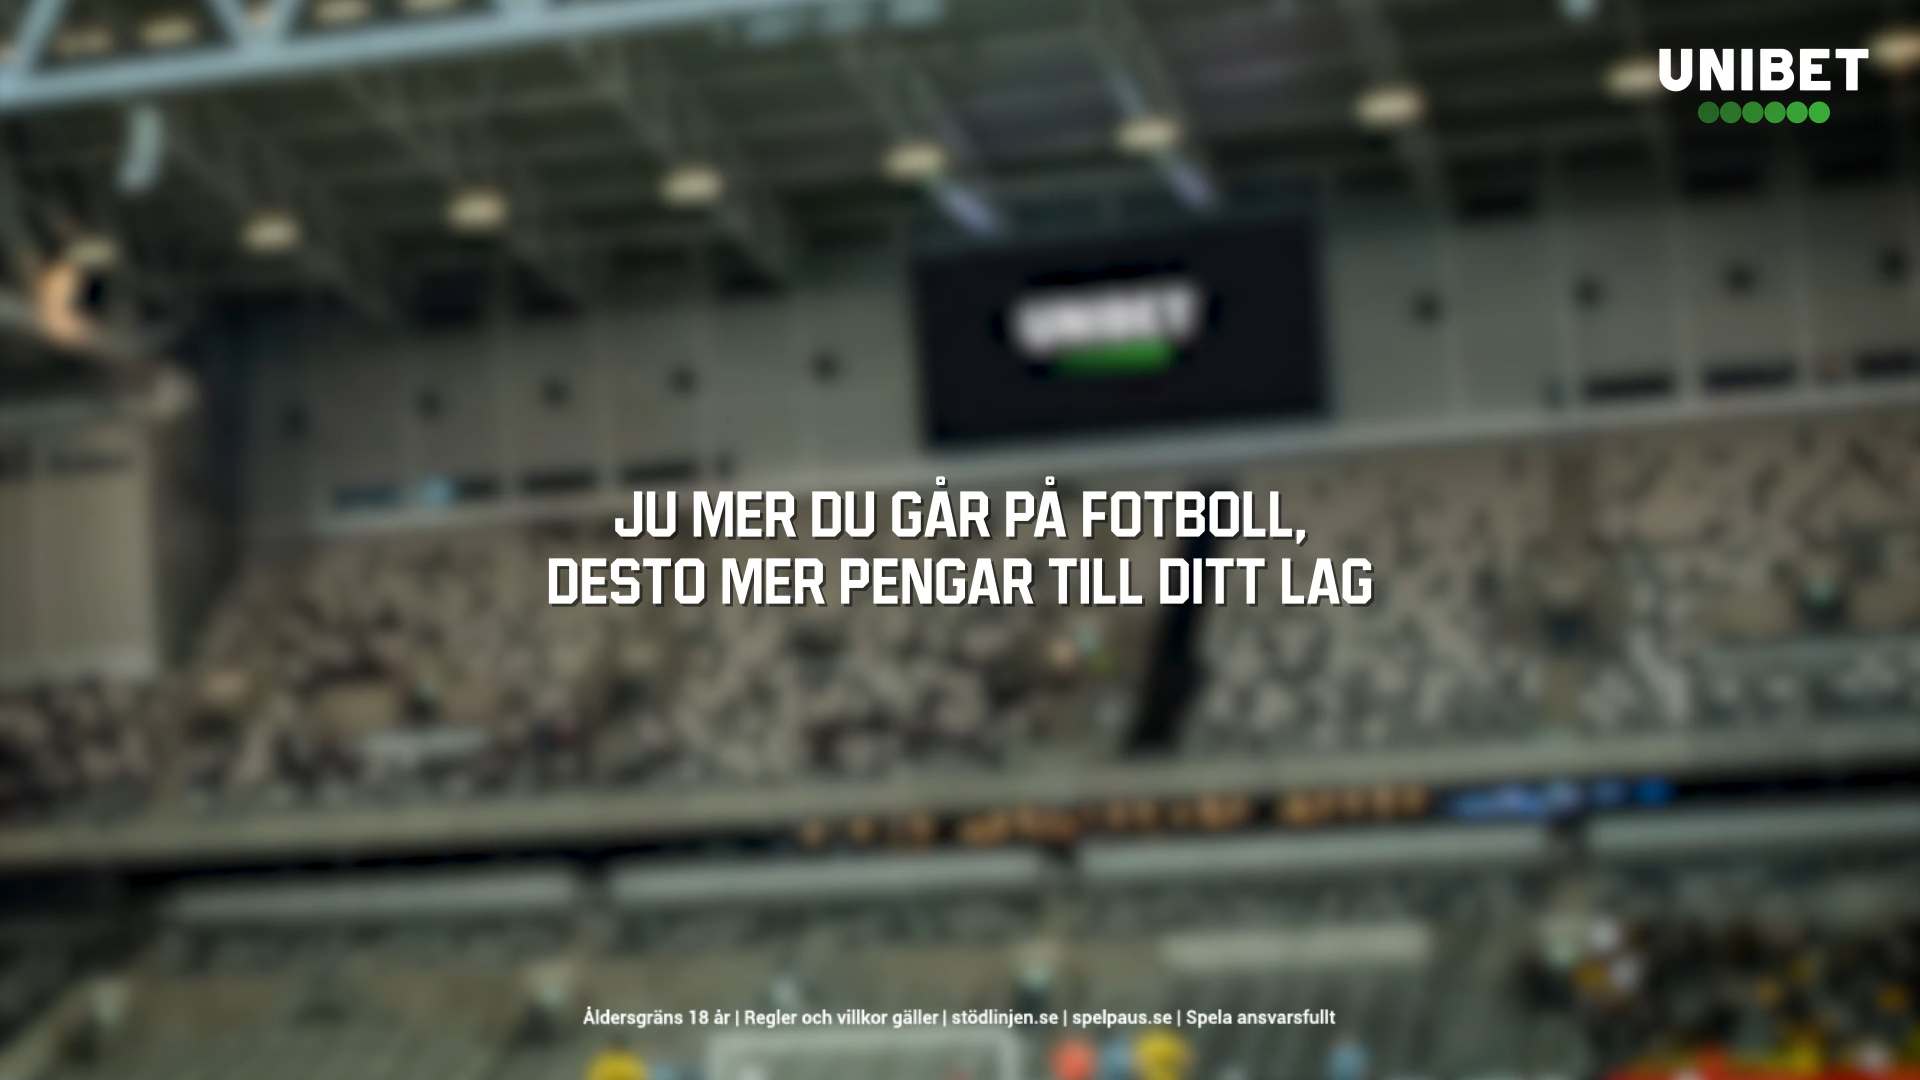 UNIBET
UNIBET
JU MER DU GÅR PÅ FOTBOLL,
DESTO MER PENGAR TILL DITT LAG
Åldersgräns 18 år | Regler och villkor gäller | stödlinjen.se | spelpaus.se | Spela ansvarsfullt